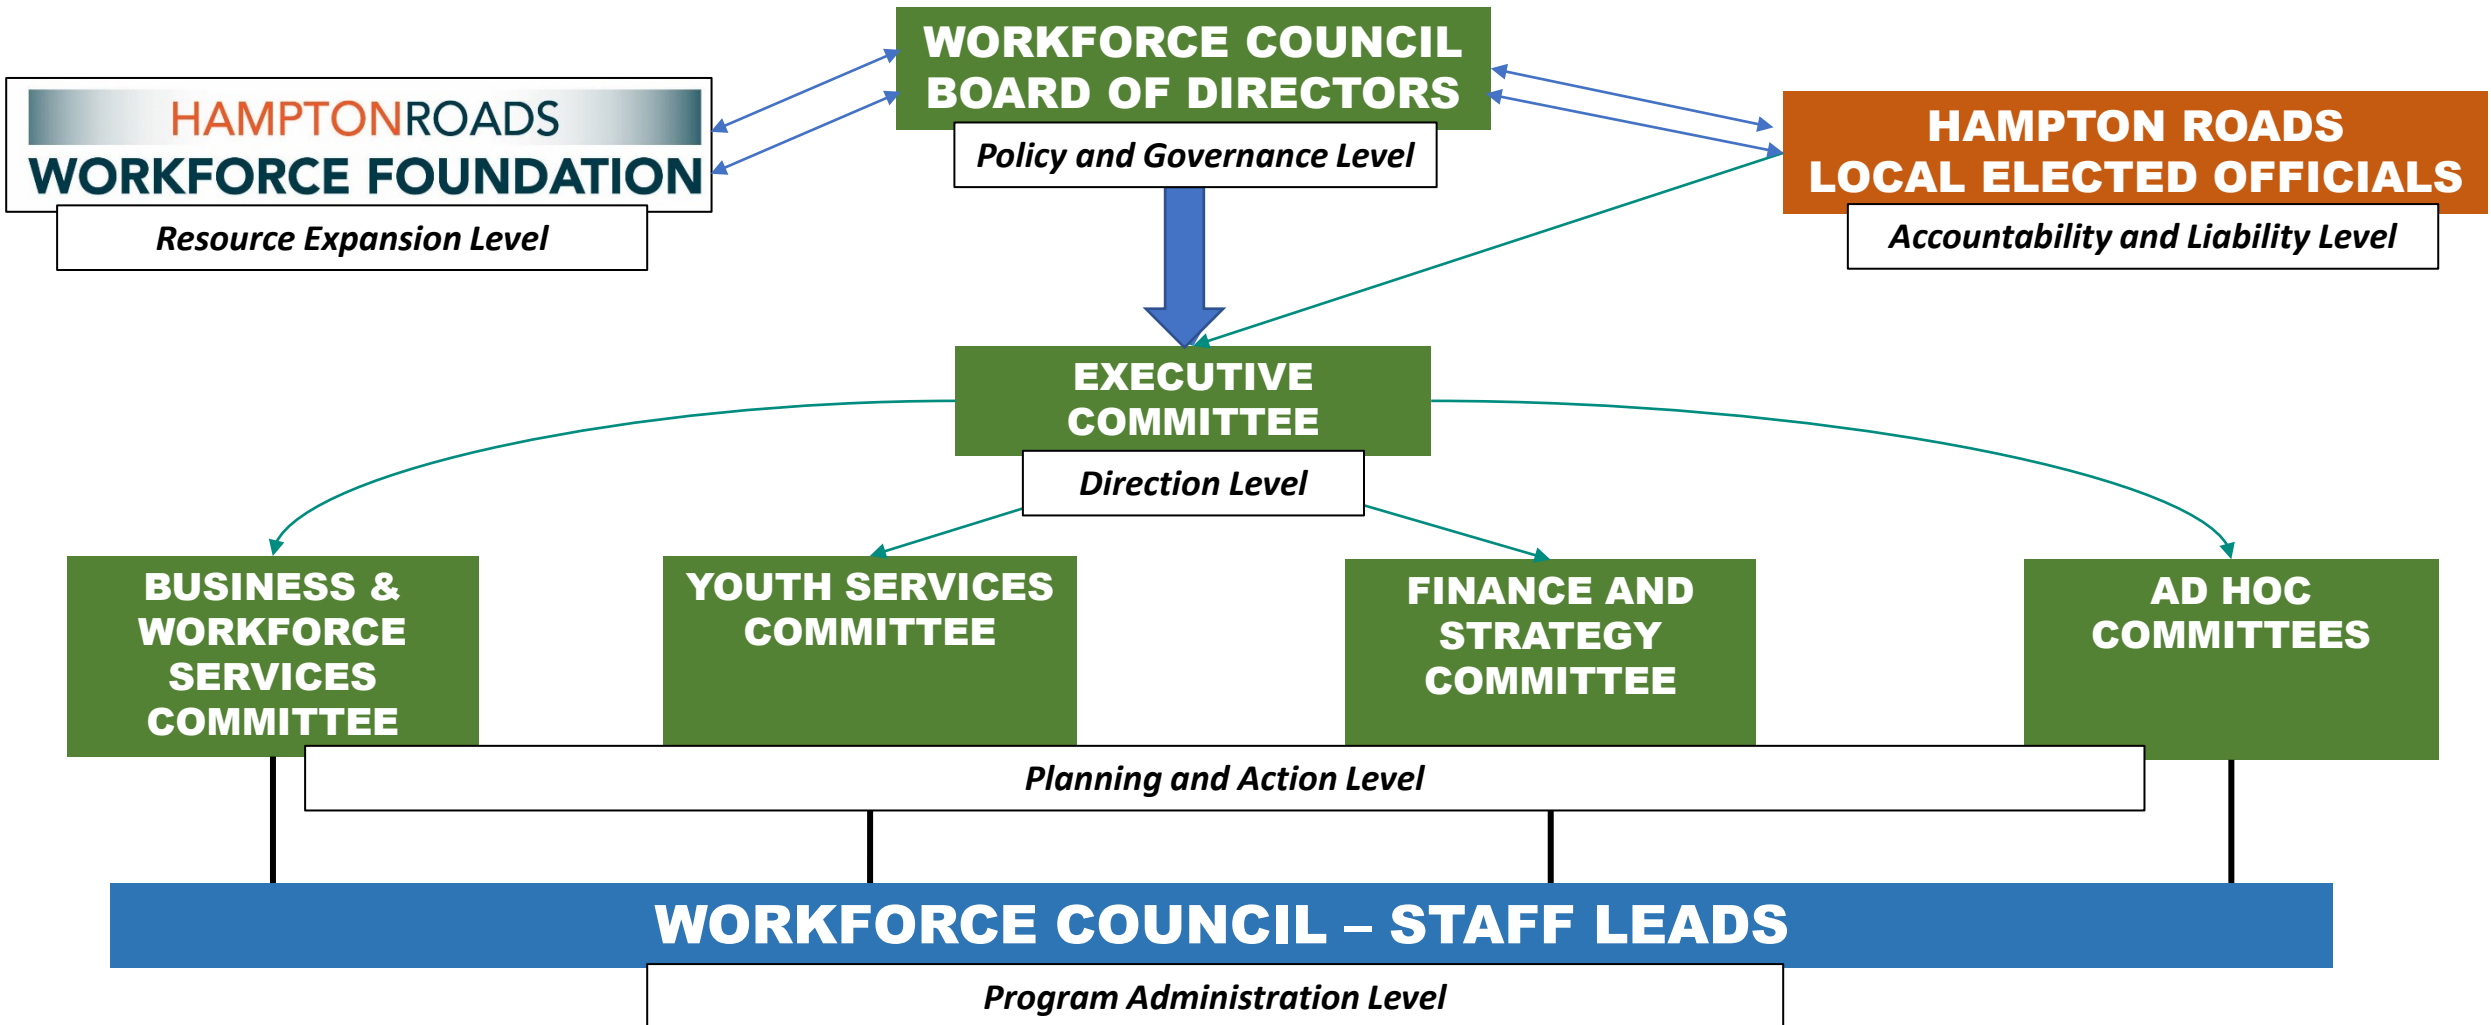 WORKFORCE COUNCIL
BOARD OF DIRECTORS
Policy and Governance Level
HAMPTONROADS
WORKFORCE FOUNDATION
Resource Expansion Level
HAMPTON ROADS
LOCAL ELECTED OFFICIALS
Accountability and Liability Level
EXECUTIVE
COMMITTEE
Direction Level
BUSINESS &
WORKFORCE
SERVICES
COMMITTEE
YOUTH SERVICES
COMMITTEE
FINANCE AND
STRATEGY
COMMITTEE
AD HOC
COMMITTEES
Planning and Action Level
WORKFORCE COUNCIL – STAFF LEADS
Program Administration Level